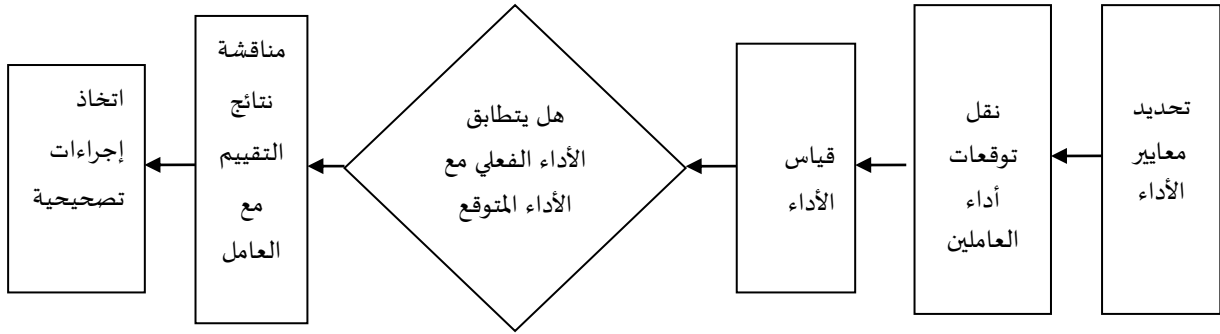 تحديد
معايير
الأداء
نقل
توقعات
أداء
العاملين
قياس
الأداء
هل يتطابق
الأداء الفعلي مع
الأداء المتوقع
مناقشة
نتائج
التقييم
مع
العامل
اتخاذ
إجراءات
تصحيحية